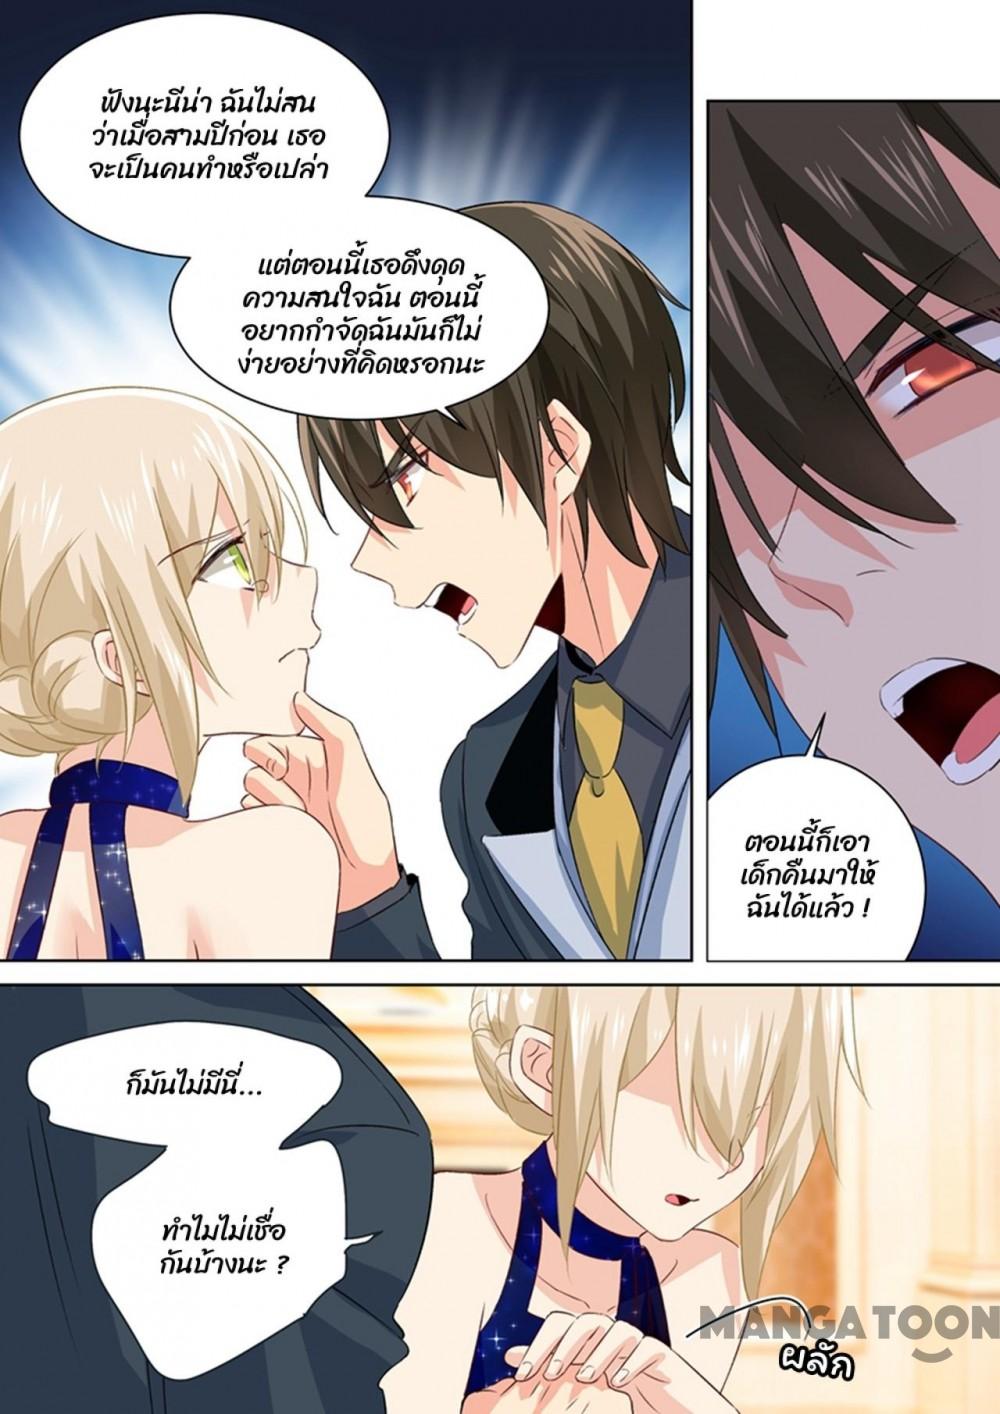 ฟังนะนีน่า ฉันไม่สน
ว่าเมื่อสามปีก่อน เธอ
จะเป็นคนทำหรือเปล่า
แต่ตอนนี้เธอดึงดูด
ความสนใจฉัน ตอนนี้
อยากกำจัดฉันมันก็ไม่
ง่ายอย่างที่คิดหรอกนะ
ตอนนี้ก็เอา
เด็กคืนมาให้
ฉันได้แล้ว !
ก็มันไม่มีนี่...
ทำไมไม่เชื่อ
กันบ้างนะ ?
MANGATOON
ผลัก